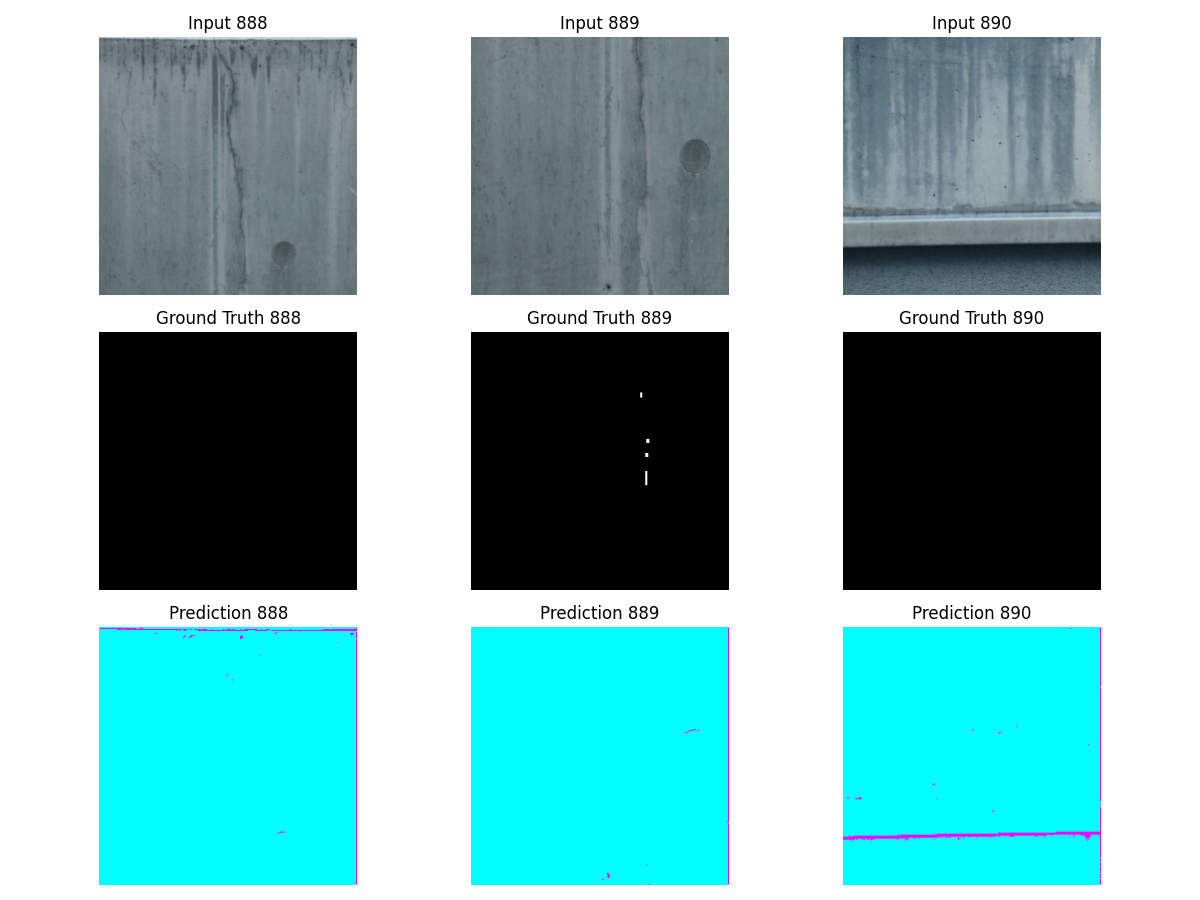 Input 888
Input 889
Input 890
Ground Truth 888
Ground Truth 889
Ground Truth 890
Prediction 888
Prediction 889
Prediction 890